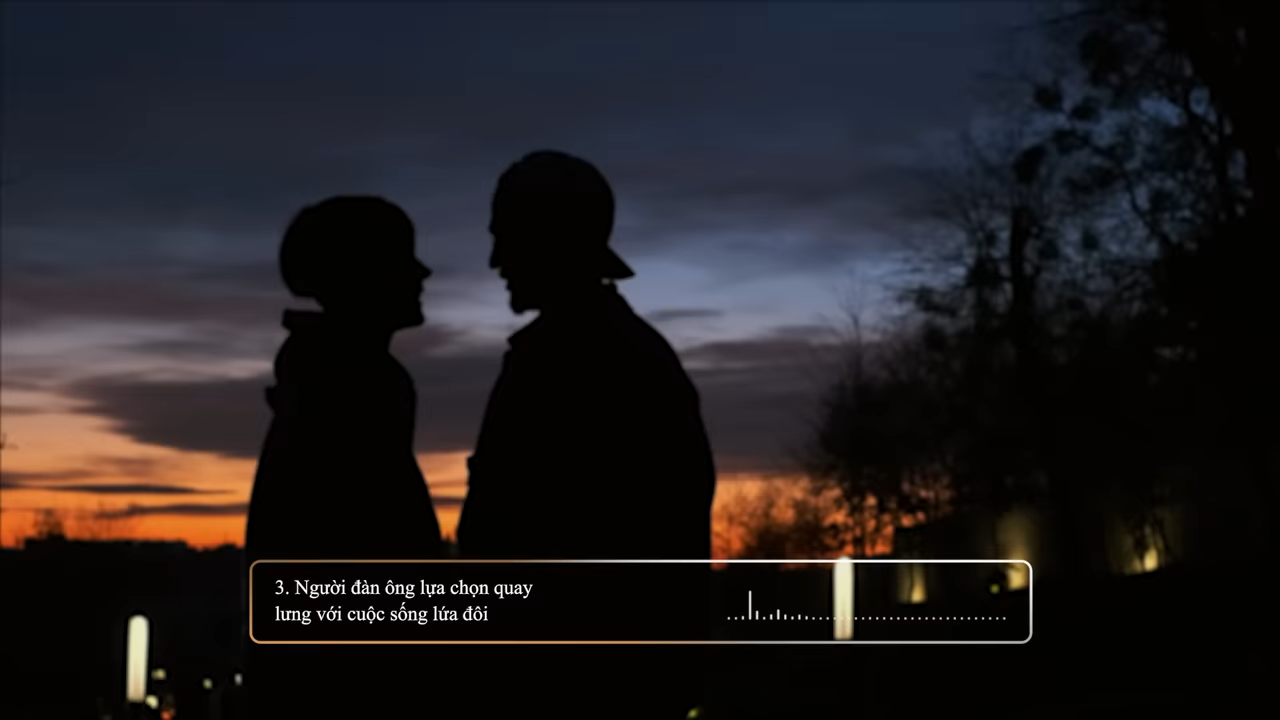 3. Người đàn ông lựa chọn quay
lưng với cuộc sống lứa đôi